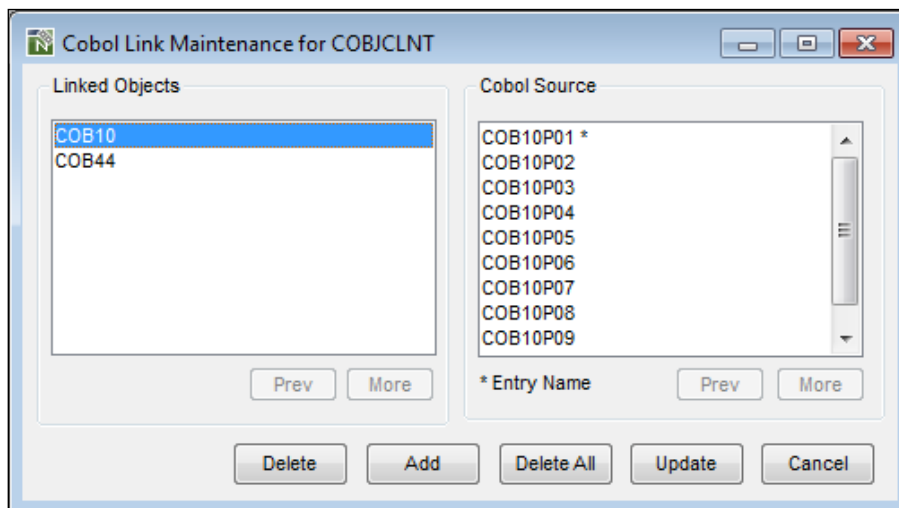 Cobol Link Maintenance for COBJCLNT
Linked Objects
COB10
COB44
Prev More
Cobol Source
COB10P01 *
COB10P02
COB10P03
COB10P04
COB10P05
COB10P06
COB10P07
COB10P08
COB10P09
* Entry Name Prev More
Delete Add Delete All Update Cancel